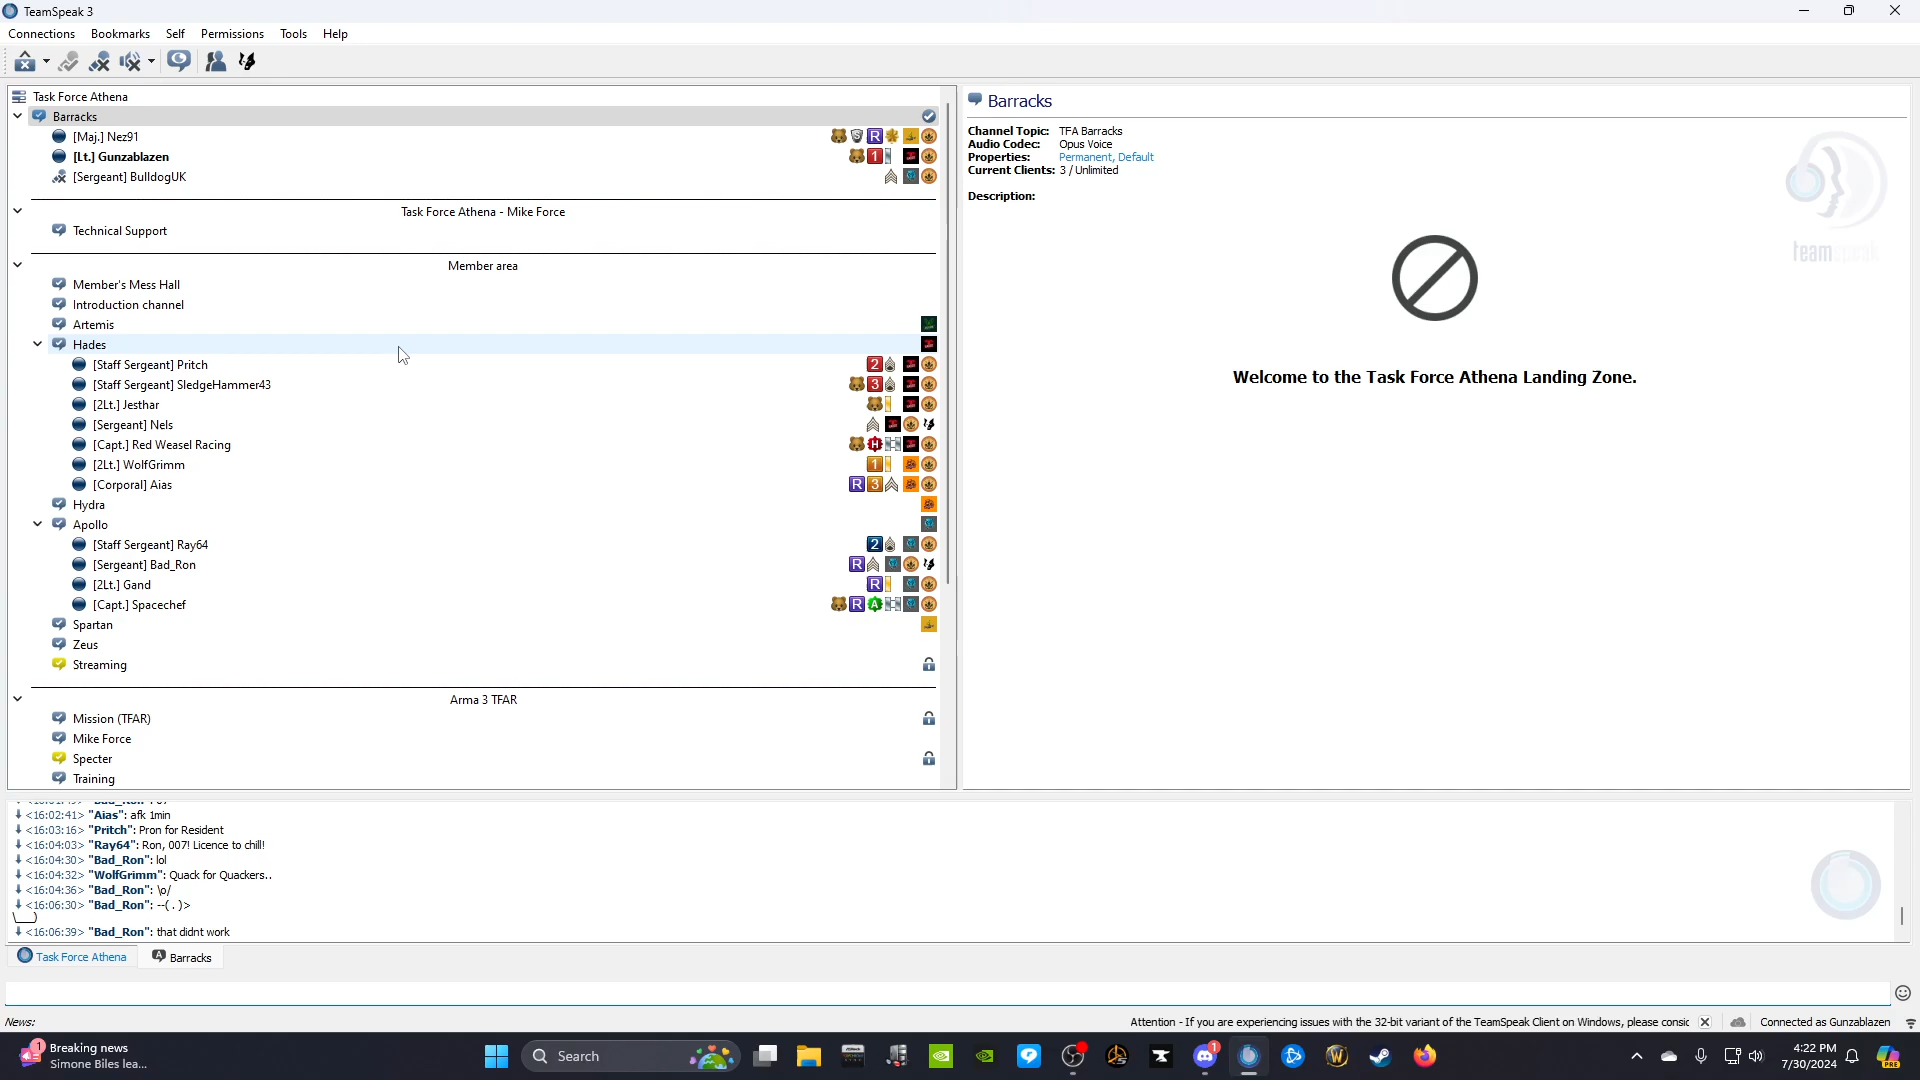 TeamSpeak 3
Connections Bookmarks Self Permissions Tools Help
Task Force Athena
Barracks
[Maj.] Nez91
[Lt.] Gunzablazen
[Sergeant] BulldogUK
Task Force Athena - Mike Force
Technical Support
Member area
Member's Mess Hall
Introduction channel
Artemis
Hades
[Staff Sergeant] Pritch
[Staff Sergeant] SledgeHammer43
[2Lt.] Jesthar
[Sergeant] Nels
[Capt.] Red Weasel Racing
[2Lt.] WolfGrimm
[Corporal] Aias
Hydra
Apollo
[Staff Sergeant] Ray64
[Sergeant] Bad_Ron
[2Lt.] Gand
[Capt.] Spacechef
Spartan
Zeus
Streaming
Arma 3 TFAR
Mission (TFAR)
Mike Force
Specter
Training
Barracks
Channel Topic: TFA Barracks
Audio Codec: Opus Voice
Properties: Permanent, Default
Current Clients: 3 / Unlimited
Description:
teamspeak
Welcome to the Task Force Athena Landing Zone.
<16:02:41> "Aias": afk 1min
<16:03:16> "Pritch": Pron for Resident
<16:04:03> "Ray64": Ron, 007! Licence to chill!
<16:04:30> "Bad_Ron": lol
<16:04:32> "WolfGrimm": Quack for Quackers..
<16:04:36> "Bad_Ron": \o/
<16:06:30> "Bad_Ron": --( . )>
\___)
<16:06:39> "Bad_Ron": that didnt work
Task Force Athena Barracks
News:
Attention - If you are experiencing issues with the 32-bit variant of the TeamSpeak Client on Windows, please consic
Connected as Gunzablazen
Breaking news
Simone Biles lea...
Search
4:22 PM
7/30/2024